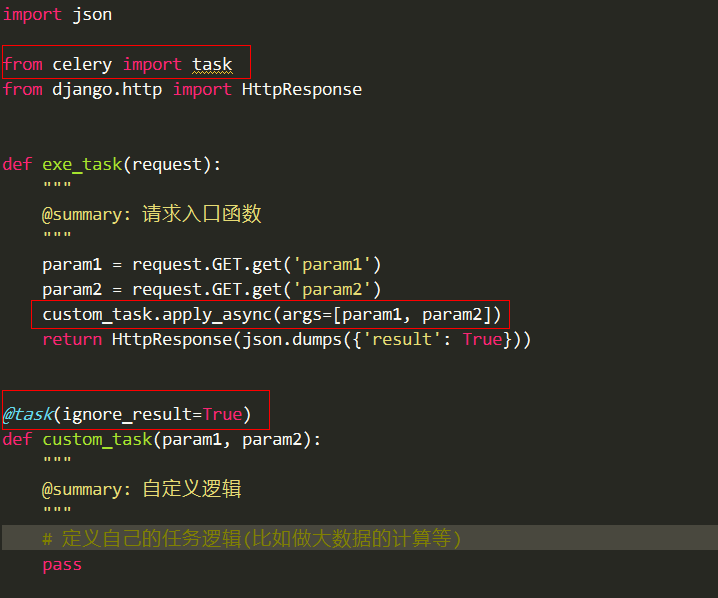 import json
from celery import task
from django.http import HttpResponse
def exe_task(request):
"""
@summary: 请求入口函数
"""
param1 = request.GET.get('param1')
param2 = request.GET.get('param2')
custom_task.apply_async(args=[param1, param2])
return HttpResponse(json.dumps({'result': True}))
@task(ignore_result=True)
def custom_task(param1, param2):
"""
@summary: 自定义逻辑
"""
# 定义自己的任务逻辑(比如做大数据的计算等)
pass